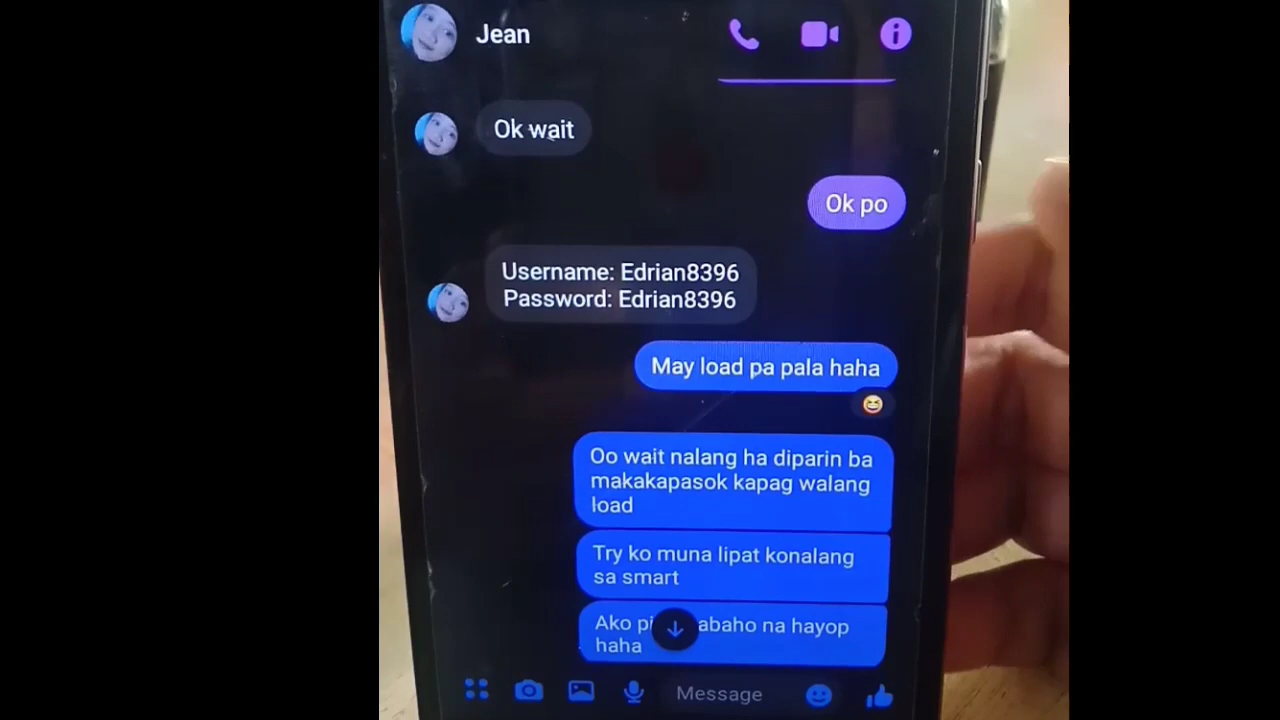 Jean
Ok wait
Ok po
Username: Edrian8396
Password: Edrian8396
May load pa pala haha
Oo wait nalang ha diparin ba
makakapasok kapag walang
load
Try ko muna lipat konalang
sa smart
Ako na hayop
haha
Message